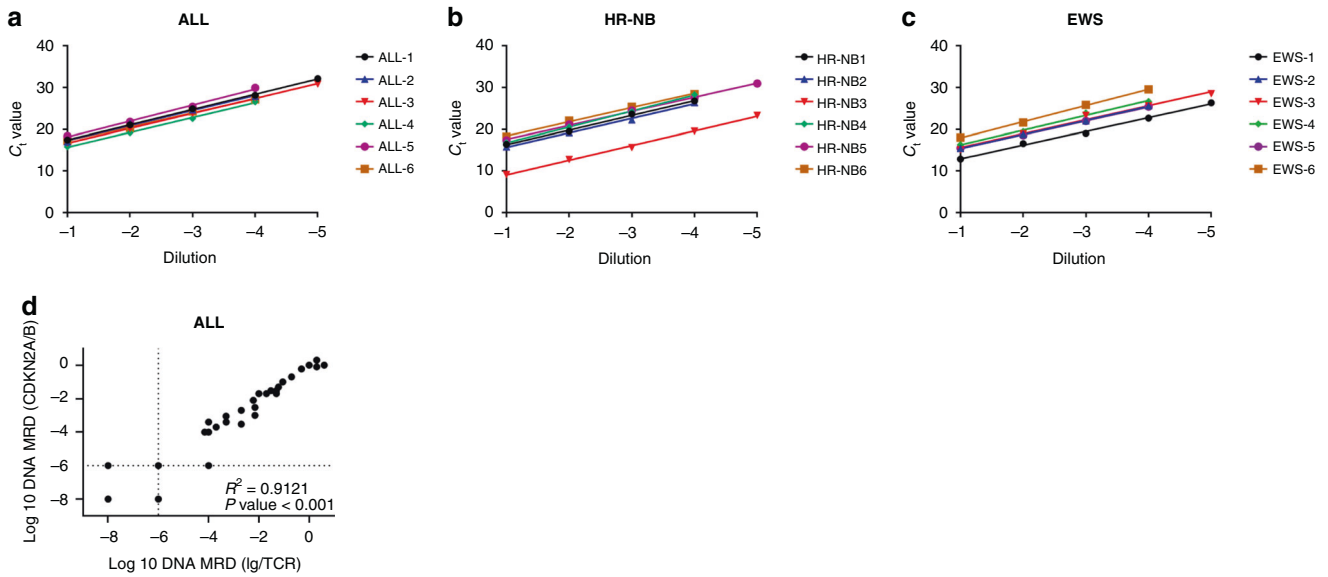 a
ALL
40
30
20
10
0
Ct value
–1
–2
–3
–4
–5
Dilution
ALL-1
ALL-2
ALL-3
ALL-4
ALL-5
ALL-6
b
HR-NB
40
30
20
10
0
Ct value
–1
–2
–3
–4
–5
Dilution
HR-NB1
HR-NB2
HR-NB3
HR-NB4
HR-NB5
HR-NB6
c
EWS
40
30
20
10
0
Ct value
–1
–2
–3
–4
–5
Dilution
EWS-1
EWS-2
EWS-3
EWS-4
EWS-5
EWS-6
d
ALL
0
–2
–4
–6
–8
Log 10 DNA MRD (CDKN2A/B)
R² = 0.9121
P value < 0.001
–8
–6
–4
–2
0
Log 10 DNA MRD (Ig/TCR)